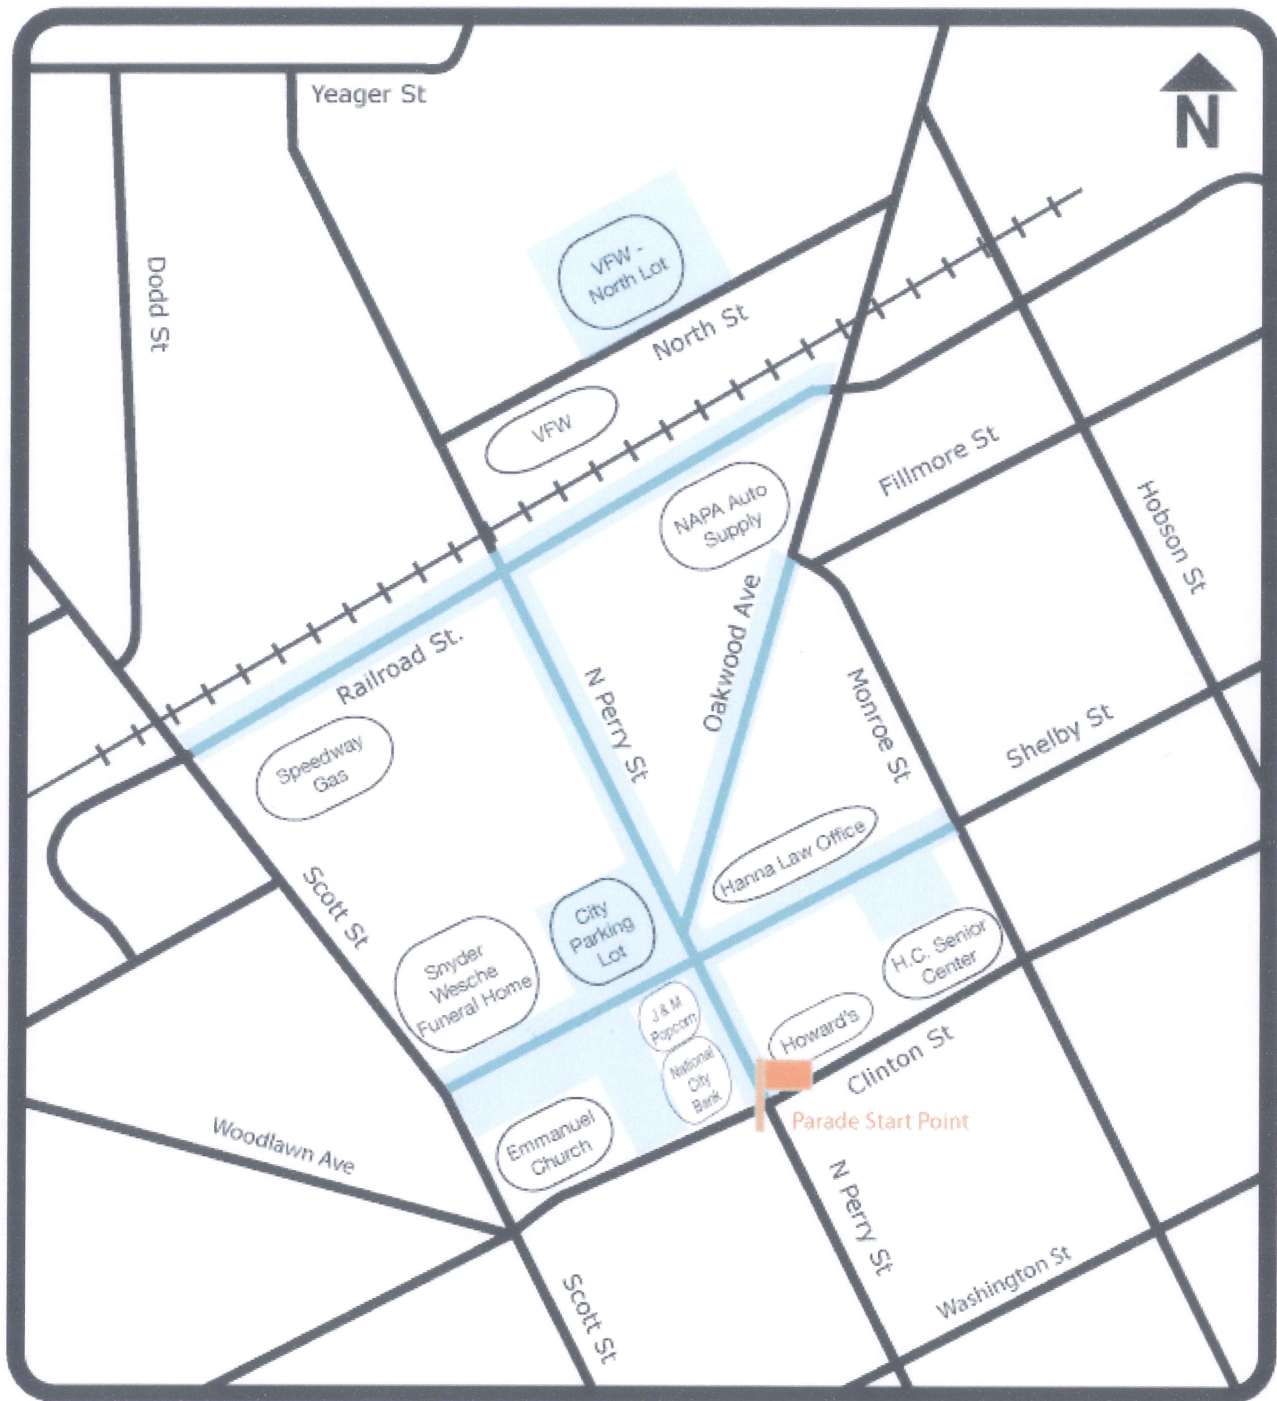 Yeager St
N
Dodd St
VFW -
North Lot
North St
VFW
NAPA Auto
Supply
Fillmore St
Hobson St
Railroad St.
N Perry St
Oakwood Ave
Monroe St
Shelby St
Speedway
Gas
Hanna Law Office
Scott St
City
Parking
Lot
Snyder
Wesche
Funeral Home
H.C. Senior
Center
J & M
Popcorn
Howard's
National
City
Bank
Clinton St
Parade Start Point
Emmanuel
Church
Woodlawn Ave
N Perry St
Washington St
Scott St